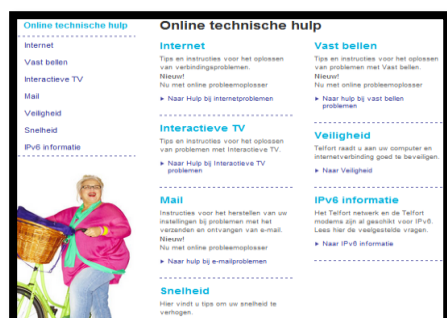 Online technische hulp
Internet
Vast bellen
Interactieve TV
Mail
Veiligheid
Snelheid
IPv6 informatie
Online technische hulp
Internet
Tips en instructies voor het oplossen
van verbindingsproblemen.
Nieuw!
Nu met online probleemoplosser
► Naar Hulp bij internetproblemen
Interactieve TV
Tips en instructies voor het oplossen
van problemen met Interactieve TV.
► Naar Hulp bij Interactieve TV
problemen
Mail
Instructies voor het herstellen van uw
instellingen bij problemen met het
verzenden en ontvangen van e-mail.
Nieuw!
Nu met online probleemoplosser
► Naar hulp bij e-mailproblemen
Snelheid
Hier vindt u tips om uw snelheid te
verhogen.
Vast bellen
Tips en instructies voor het oplossen
van problemen met Vast bellen.
Nieuw!
Nu met online probleemoplosser
► Naar hulp bij vast bellen
problemen
Veiligheid
Telfort raadt u aan uw computer en
internetverbinding goed te beveiligen.
► Naar Veiligheid
IPv6 informatie
Het Telfort netwerk en de Telfort
modems zijn al geschikt voor IPv6.
Lees hier de veelgestelde vragen.
► Naar IPv6 informatie